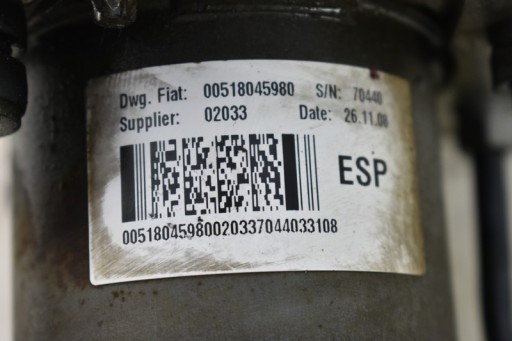 Dwg. Fiat: 00518045980 S/N: 70440
Supplier: 02033 Date: 26.11.08
ESP
00518045980020337044033108